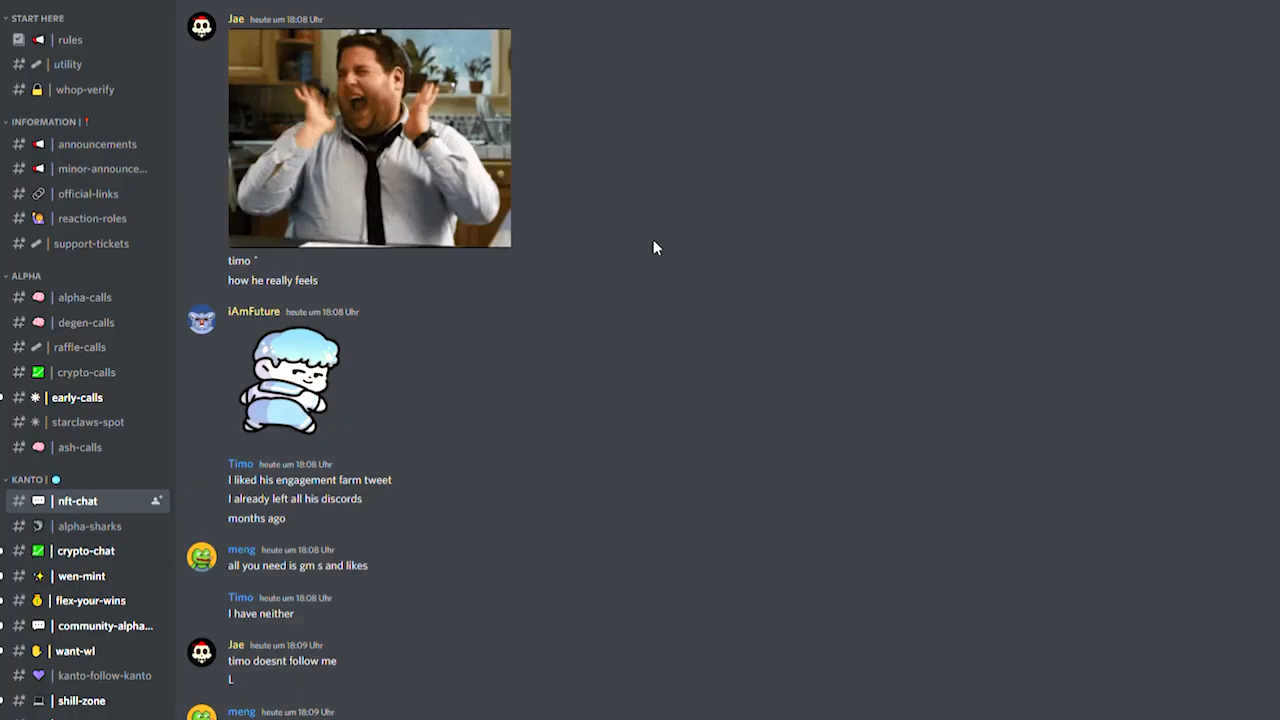 START HERE
rules
utility
whop-verify
INFORMATION |
announcements
minor-announce...
official-links
reaction-roles
support-tickets
ALPHA
alpha-calls
degen-calls
raffle-calls
crypto-calls
early-calls
starclaws-spot
ash-calls
KANTO |
nft-chat
alpha-sharks
crypto-chat
wen-mint
flex-your-wins
community-alpha...
want-wl
kanto-follow-kanto
shill-zone
Jae heute um 18:08 Uhr
timo ^
how he really feels
iAmFuture heute um 18:08 Uhr
Timo heute um 18:08 Uhr
I liked his engagement farm tweet
I already left all his discords
months ago
meng heute um 18:08 Uhr
all you need is gm s and likes
Timo heute um 18:08 Uhr
I have neither
Jae heute um 18:09 Uhr
timo doesnt follow me
L
meng heute um 18:09 Uhr